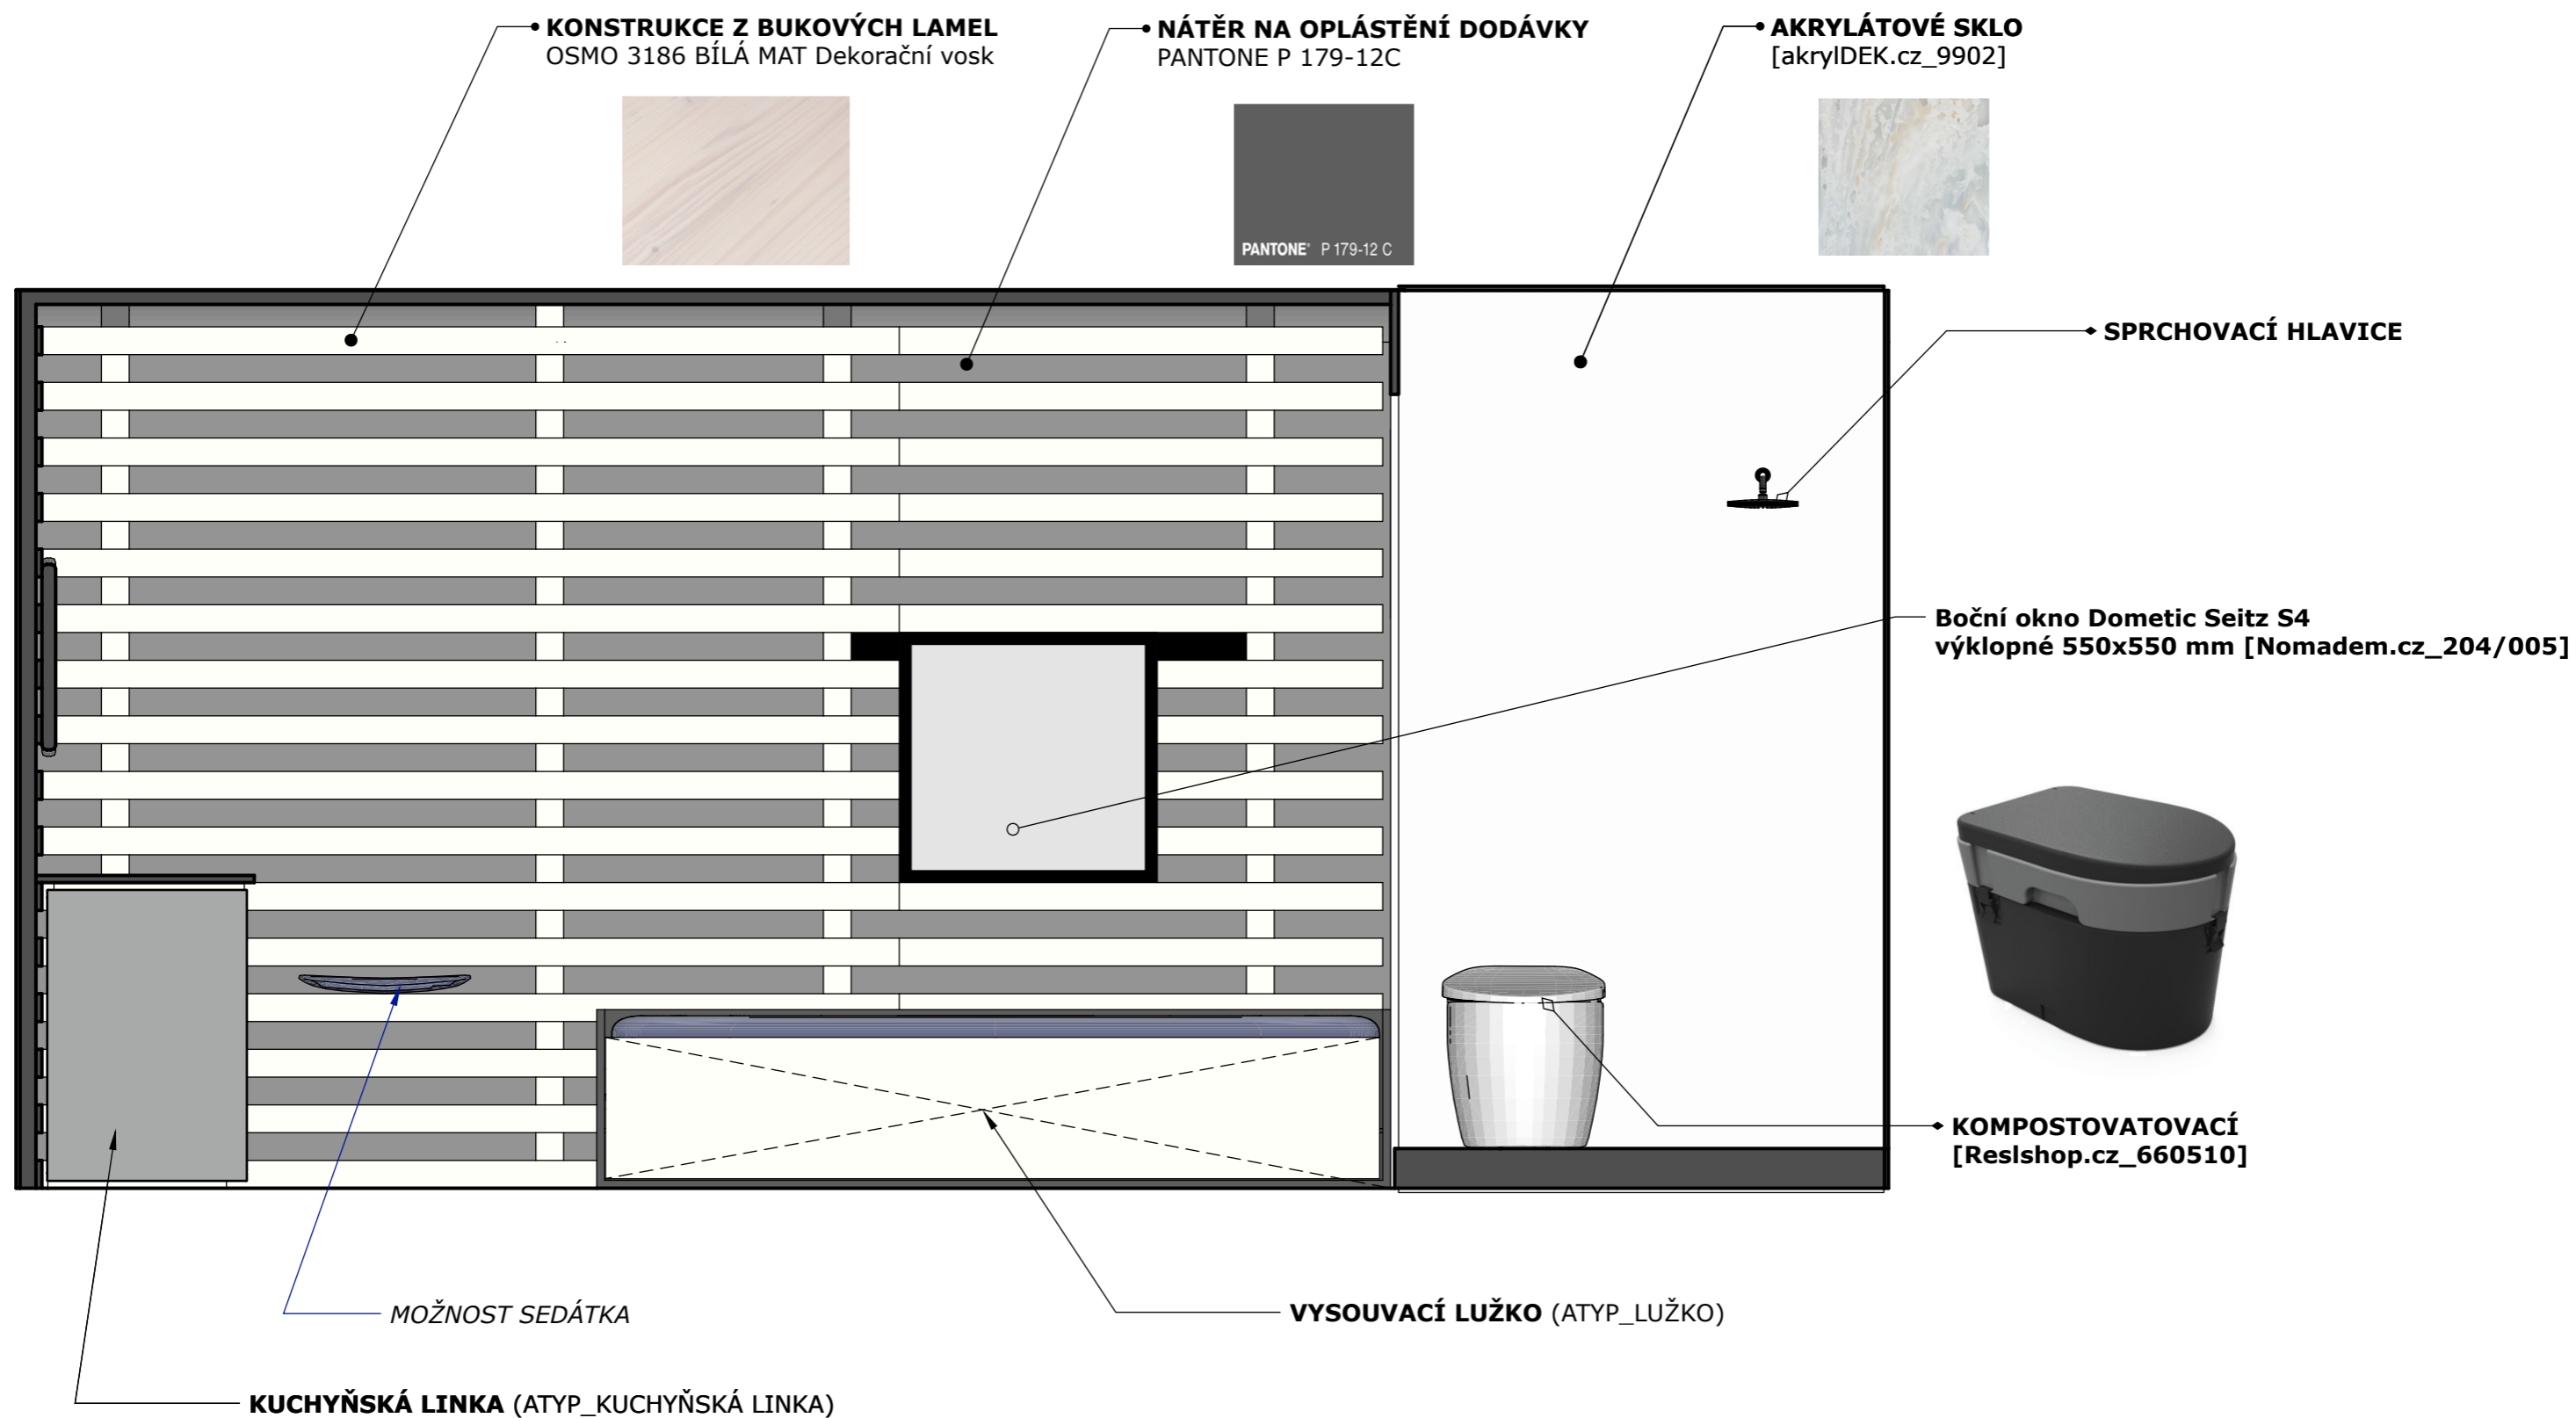 KONSTRUKCE Z BUKOVÝCH LAMEL
OSMO 3186 BÍLÁ MAT Dekorační vosk
NÁTĚR NA OPLÁSTĚNÍ DODÁVKY
PANTONE P 179-12C
AKRYLÁTOVÉ SKLO
[akrylDEK.cz_9902]
PANTONE® P 179-12 C
SPRCHOVACÍ HLAVICE
Boční okno Dometic Seitz S4
výklopné 550x550 mm [Nomadem.cz_204/005]
KOMPOSTOVATOVACÍ
[Reslshop.cz_660510]
MOŽNOST SEDÁTKA
VYSOUVACÍ LUŽKO (ATYP_LUŽKO)
KUCHYŇSKÁ LINKA (ATYP_KUCHYŇSKÁ LINKA)